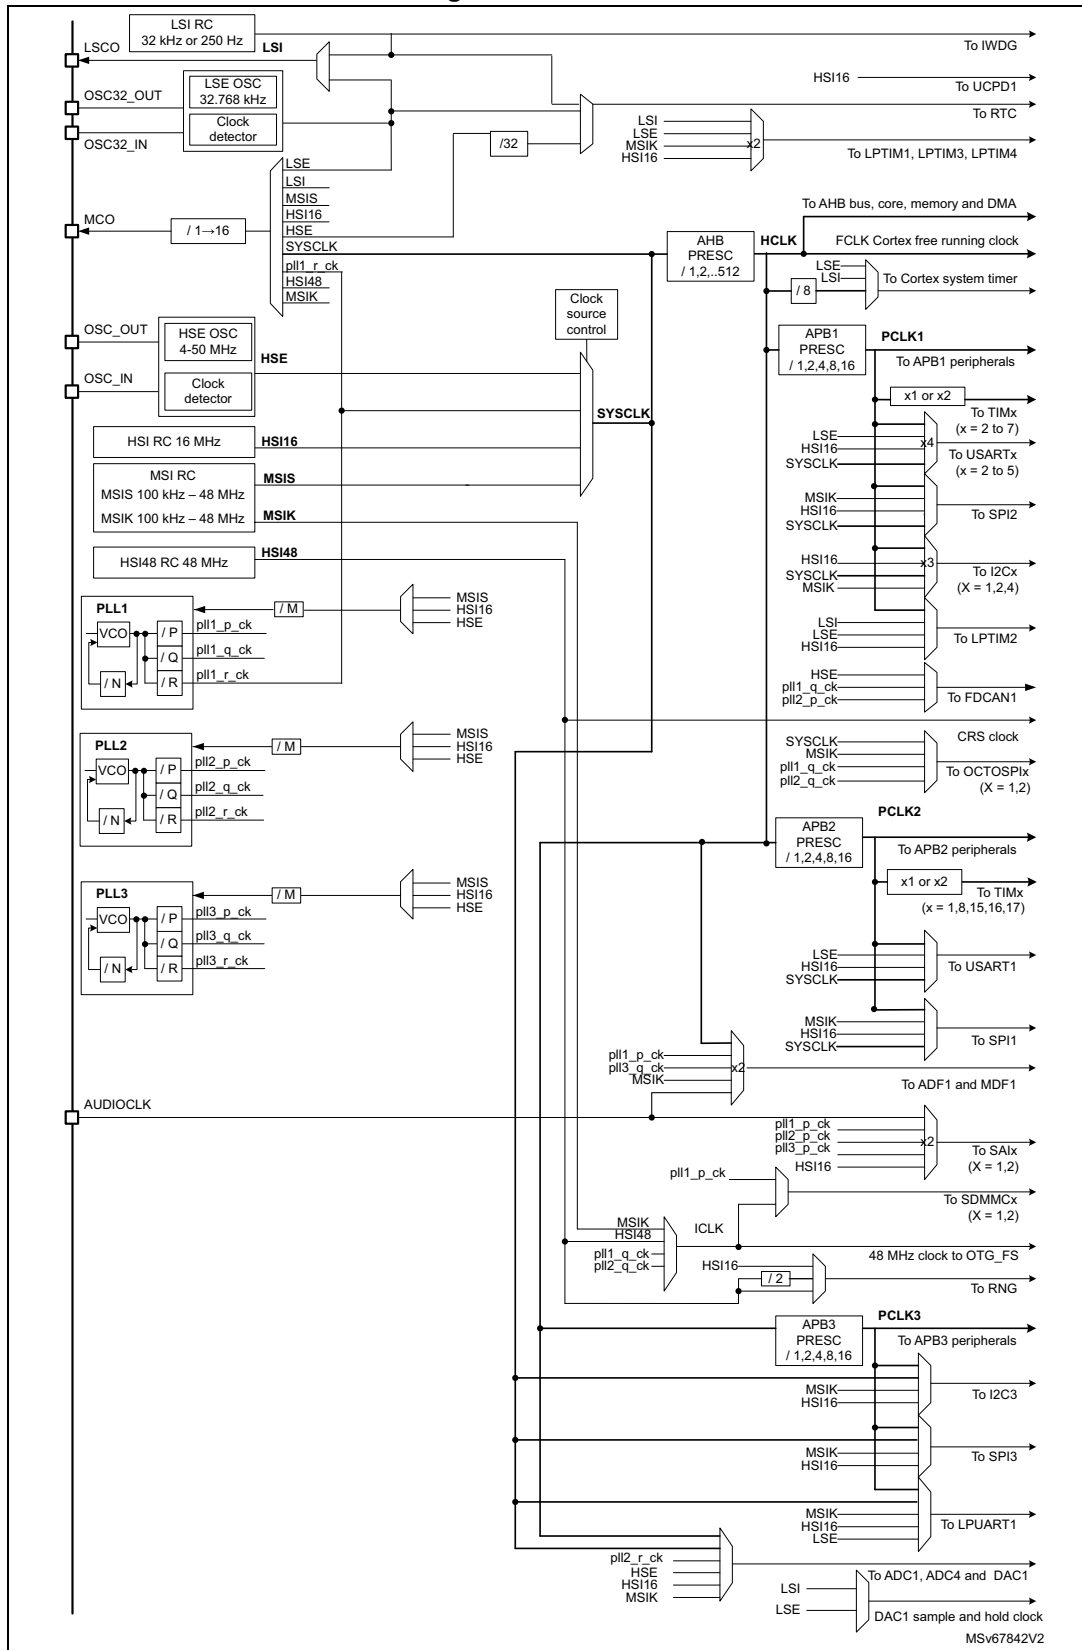 LSI RC
32 kHz or 250 Hz
LSCO
LSI
To IWDG
LSE OSC
32.768 kHz
OSC32_OUT
HSI16
To UCPD1
To RTC
Clock
detector
OSC32_IN
/32
LSI
LSE
MSIK
HSI16
x2
To LPTIM1, LPTIM3, LPTIM4
LSE
LSI
MSIS
HSI16
HSE
SYSCLK
pll1_r_ck
HSI48
MSIK
MCO
/ 1→16
To AHB bus, core, memory and DMA
AHB
PRESC
/ 1,2,..512
HCLK
FCLK Cortex free running clock
LSE
LSI
/ 8
To Cortex system timer
Clock
source
control
OSC_OUT
HSE OSC
4-50 MHz
HSE
OSC_IN
Clock
detector
APB1
PRESC
/ 1,2,4,8,16
PCLK1
To APB1 peripherals
x1 or x2
To TIMx
(x = 2 to 7)
SYSCLK
HSI RC 16 MHz
HSI16
LSE
HSI16
SYSCLK
x4
To USARTx
(x = 2 to 5)
MSI RC
MSIS 100 kHz – 48 MHz
MSIK 100 kHz – 48 MHz
MSIS
MSIK
MSIK
HSI16
SYSCLK
To SPI2
HSI48 RC 48 MHz
HSI48
HSI16
SYSCLK
MSIK
x3
To I2Cx
(X = 1,2,4)
PLL1
VCO
/ N
/ P
/ Q
/ R
pll1_p_ck
pll1_q_ck
pll1_r_ck
/ M
MSIS
HSI16
HSE
LSI
LSE
HSI16
To LPTIM2
HSE
pll1_q_ck
pll2_p_ck
To FDCAN1
CRS clock
PLL2
VCO
/ N
/ P
/ Q
/ R
pll2_p_ck
pll2_q_ck
pll2_r_ck
/ M
MSIS
HSI16
HSE
SYSCLK
MSIK
pll1_q_ck
pll2_q_ck
To OCTOSPIx
(X = 1,2)
APB2
PRESC
/ 1,2,4,8,16
PCLK2
To APB2 peripherals
x1 or x2
To TIMx
(x = 1,8,15,16,17)
PLL3
VCO
/ N
/ P
/ Q
/ R
pll3_p_ck
pll3_q_ck
pll3_r_ck
/ M
MSIS
HSI16
HSE
LSE
HSI16
SYSCLK
To USART1
MSIK
HSI16
SYSCLK
To SPI1
pll1_p_ck
pll3_q_ck
MSIK
x2
To ADF1 and MDF1
AUDIOCLK
pll1_p_ck
pll2_p_ck
pll3_p_ck
HSI16
x2
To SAIx
(X = 1,2)
pll1_p_ck
To SDMMCx
(X = 1,2)
MSIK
HSI48
pll1_q_ck
pll2_q_ck
ICLK
48 MHz clock to OTG_FS
HSI16
/ 2
To RNG
APB3
PRESC
/ 1,2,4,8,16
PCLK3
To APB3 peripherals
MSIK
HSI16
To I2C3
MSIK
HSI16
To SPI3
MSIK
HSI16
LSE
To LPUART1
pll2_r_ck
HSE
HSI16
MSIK
To ADC1, ADC4 and DAC1
LSI
LSE
DAC1 sample and hold clock
MSv67842V2